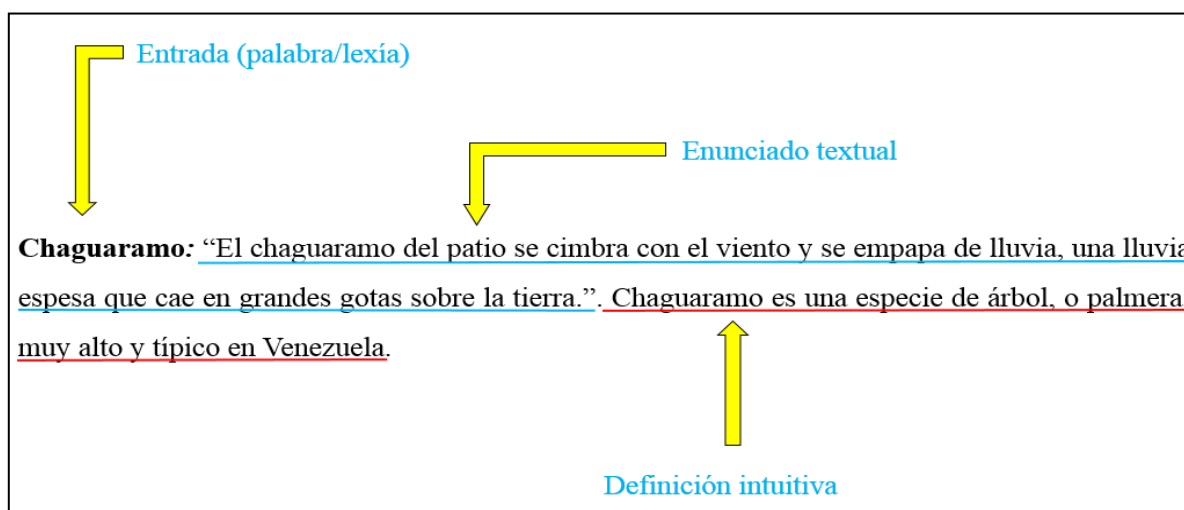 Entrada (palabra/lexía)
Enunciado textual
Chaguaramo: “El chaguaramo del patio se cimbra con el viento y se empapa de lluvia, una lluvia
espesa que cae en grandes gotas sobre la tierra.”. Chaguaramo es una especie de árbol, o palmera,
muy alto y típico en Venezuela.
Definición intuitiva